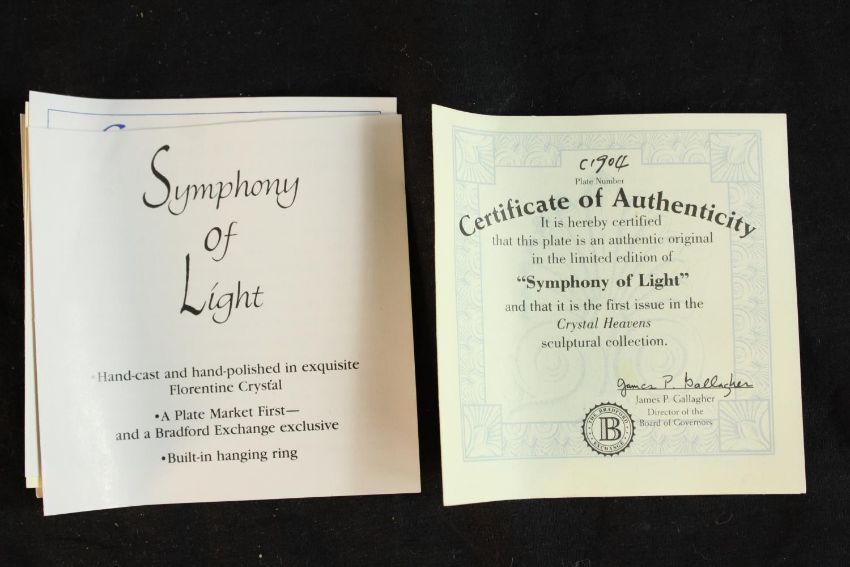 Symphony
of
Light
•Hand-cast and hand-polished in exquisite
Florentine Crystal
•A Plate Market First—
and a Bradford Exchange exclusive
•Built-in hanging ring
C1904
Plate Number
Certificate of Authenticity
It is hereby certified
that this plate is an authentic original
in the limited edition of
“Symphony of Light”
and that it is the first issue in the
Crystal Heavens
sculptural collection.
James P. Gallagher
James P. Gallagher
Director of the
Board of Governors
THE BRADFORD
B
EXCHANGE